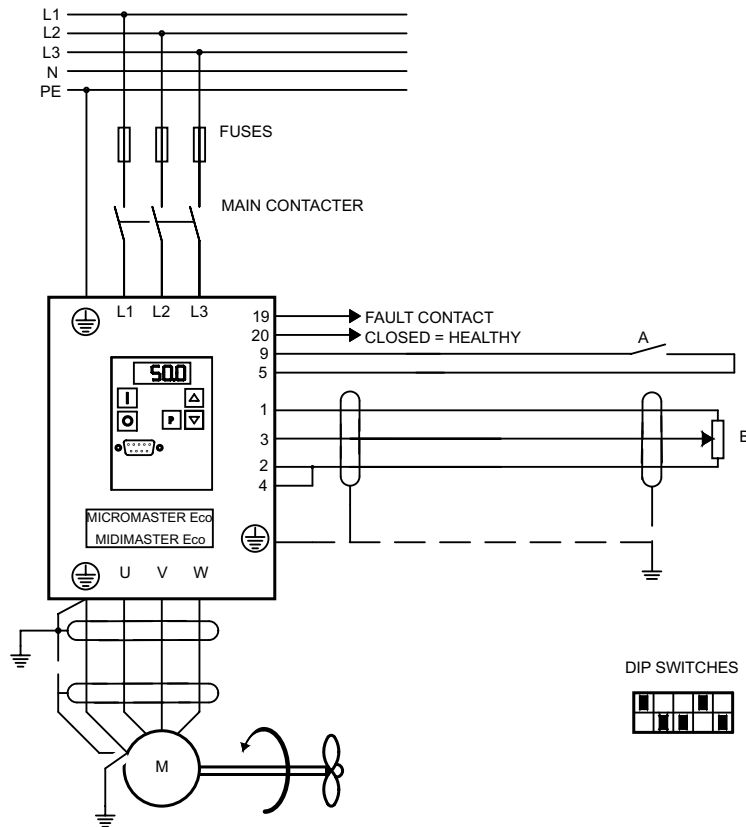 L1
L2
L3
N
PE
FUSES
MAIN CONTACTER
L1 L2 L3
19 FAULT CONTACT
20 CLOSED = HEALTHY
A
9
5
50.0
P
1
3
B
2
4
MICROMASTER Eco
MIDIMASTER Eco
U V W
DIP SWITCHES
M